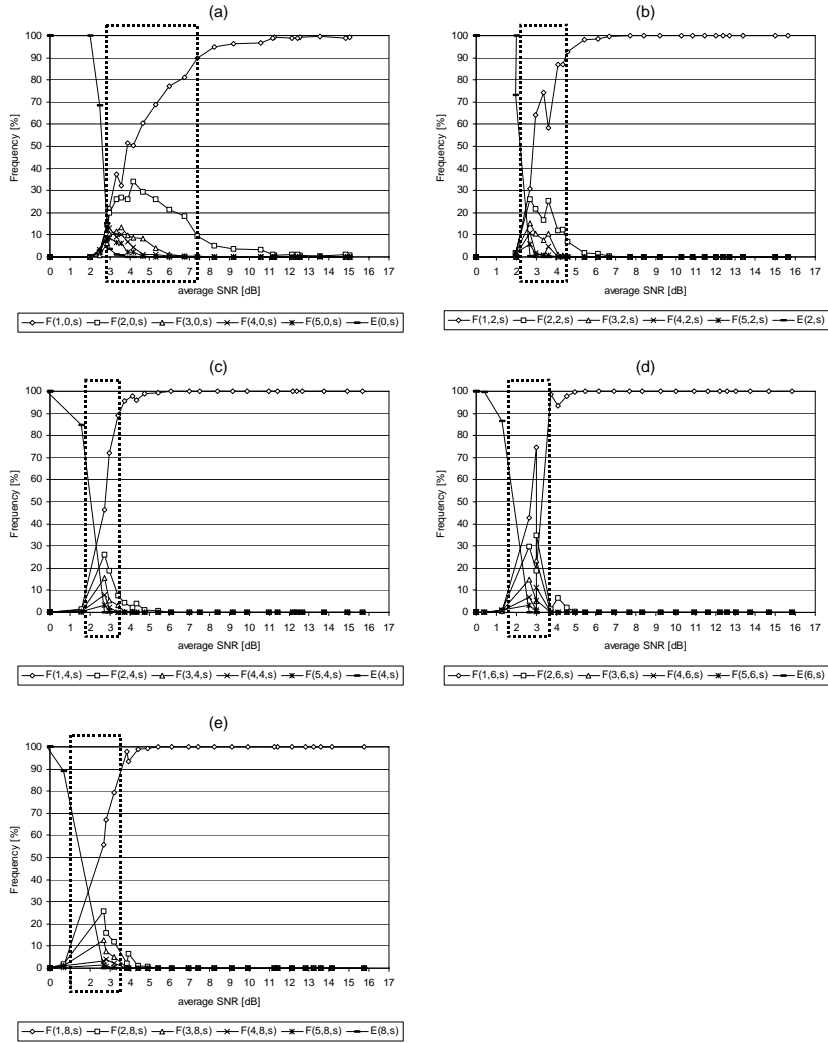 (a)
100
90
80
70
60
50
40
30
20
10
0
Frequency [%]
0 1 2 3 4 5 6 7 8 9 10 11 12 13 14 15 16 17
average SNR [dB]
F(1,0,s) F(2,0,s) F(3,0,s) F(4,0,s) F(5,0,s) E(0,s)
(b)
100
90
80
70
60
50
40
30
20
10
0
Frequency [%]
0 1 2 3 4 5 6 7 8 9 10 11 12 13 14 15 16 17
average SNR [dB]
F(1,2,s) F(2,2,s) F(3,2,s) F(4,2,s) F(5,2,s) E(2,s)
(c)
100
90
80
70
60
50
40
30
20
10
0
Frequency [%]
0 1 2 3 4 5 6 7 8 9 10 11 12 13 14 15 16 17
average SNR [dB]
F(1,4,s) F(2,4,s) F(3,4,s) F(4,4,s) F(5,4,s) E(4,s)
(d)
100
90
80
70
60
50
40
30
20
10
0
Frequency [%]
0 1 2 3 4 5 6 7 8 9 10 11 12 13 14 15 16 17
average SNR [dB]
F(1,6,s) F(2,6,s) F(3,6,s) F(4,6,s) F(5,6,s) E(6,s)
(e)
100
90
80
70
60
50
40
30
20
10
0
Frequency [%]
0 2 3 4 5 6 7 8 9 10 11 12 13 14 15 16 17
average SNR [dB]
F(1,8,s) F(2,8,s) F(3,8,s) F(4,8,s) F(5,8,s) E(8,s)